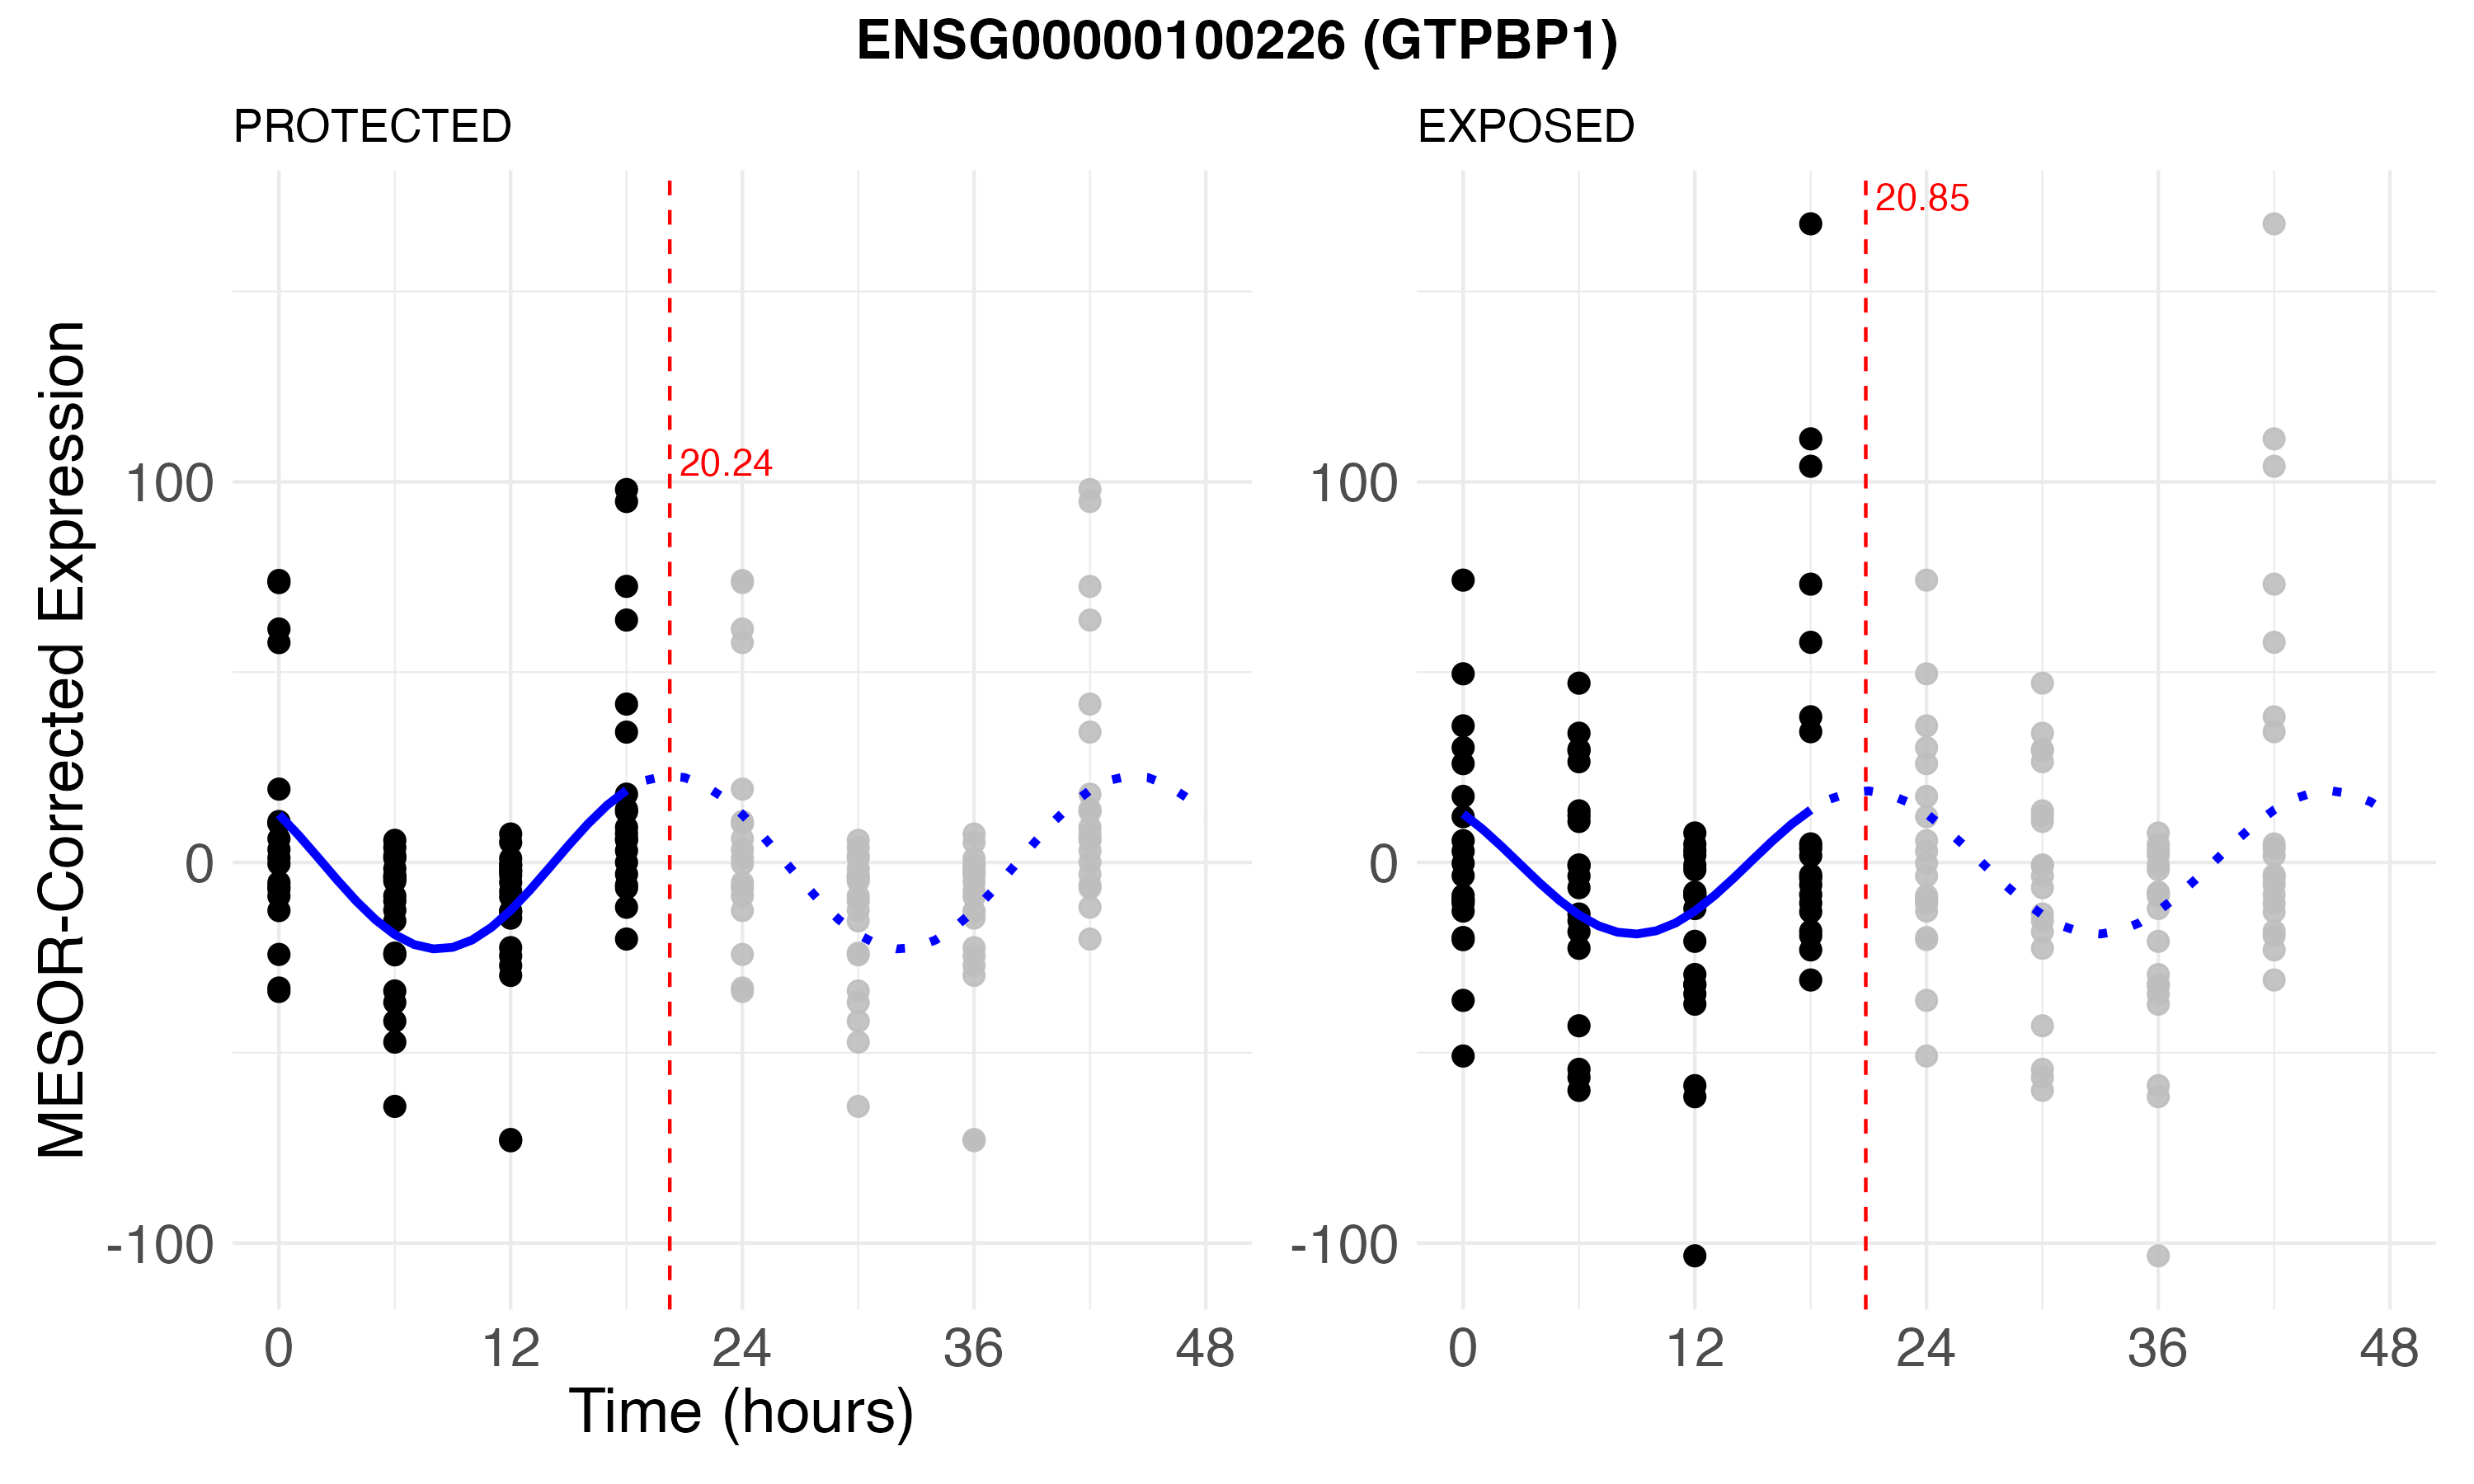 ENSG00000100226 (GTPBP1)
PROTECTED
EXPOSED
MESOR-Corrected Expression
100
0
-100
20.24
0 12 24 36 48
Time (hours)
100
0
-100
20.85
0 12 24 36 48